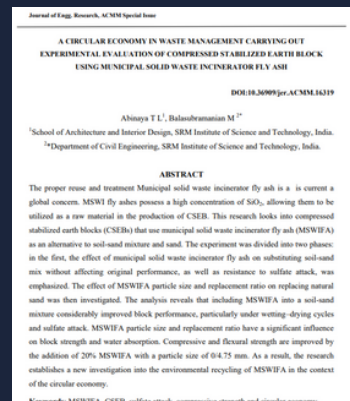 Journal of Engg. Research, ACMM Special Issue
A CIRCULAR ECONOMY IN WASTE MANAGEMENT CARRYING OUT
EXPERIMENTAL EVALUATION OF COMPRESSED STABILIZED EARTH BLOCK
USING MUNICIPAL SOLID WASTE INCINERATOR FLY ASH
DOI:10.36909/jer.ACMM.16319
Abinaya T L1, Balasubramanian M 2*
1School of Architecture and Interior Design, SRM Institute of Science and Technology, India.
2*Department of Civil Engineering, SRM Institute of Science and Technology, India.
ABSTRACT
The proper reuse and treatment Municipal solid waste incinerator fly ash is a is current a
global concern. MSWI fly ashes possess a high concentration of SiO2, allowing them to be
utilized as a raw material in the production of CSEB. This research looks into compressed
stabilized earth blocks (CSEBs) that use municipal solid waste incinerator fly ash (MSWIFA)
as an alternative to soil-sand mixture and sand. The experiment was divided into two phases:
in the first, the effect of municipal solid waste incinerator fly ash on substituting soil-sand
mix without affecting original performance, as well as resistance to sulfate attack, was
emphasized. The effect of MSWIFA particle size and replacement ratio on replacing natural
sand was then investigated. The analysis reveals that including MSWIFA into a soil-sand
mixture considerably improved block performance, particularly under wetting–drying cycles
and sulfate attack. MSWIFA particle size and replacement ratio have a significant influence
on block strength and water absorption. Compressive and flexural strength are improved by
the addition of 20% MSWIFA with a particle size of 0/4.75 mm. As a result, the research
establishes a new investigation into the environmental recycling of MSWIFA in the context
of the circular economy.
Keywords: MSWIFA, CSEB, sulfate attack, compressive strength and circular economy